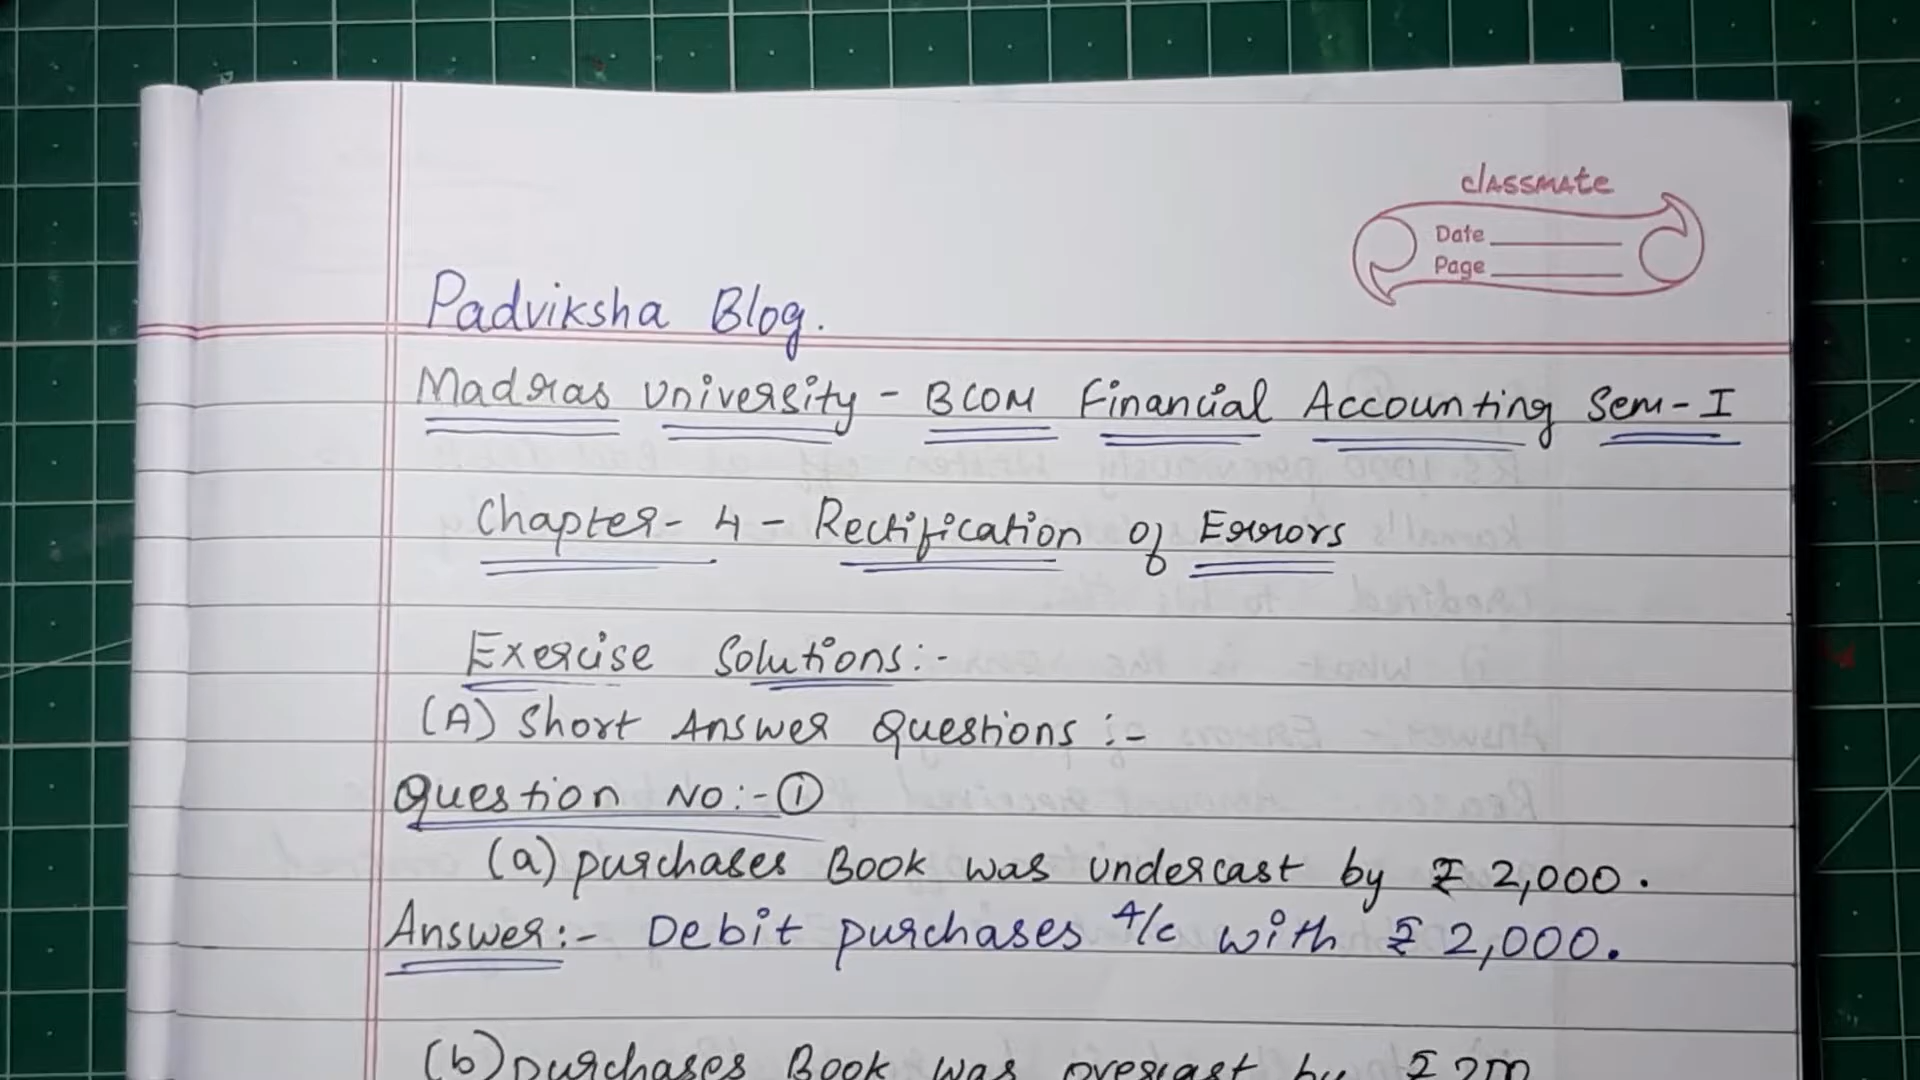 classmate
Date
Page
Padviksha Blog.
Madras University - BCOM Financial Accounting Sem-I
Chapter- 4 - Rectification of Errors
Exercise Solutions:-
(A) Short Answer Questions :-
Question No:- ①
(a) purchases Book was undercast by ₹ 2,000.
Answer:- Debit purchases A/c with ₹ 2,000.
(b) purchases Book was overcast by ₹ 200